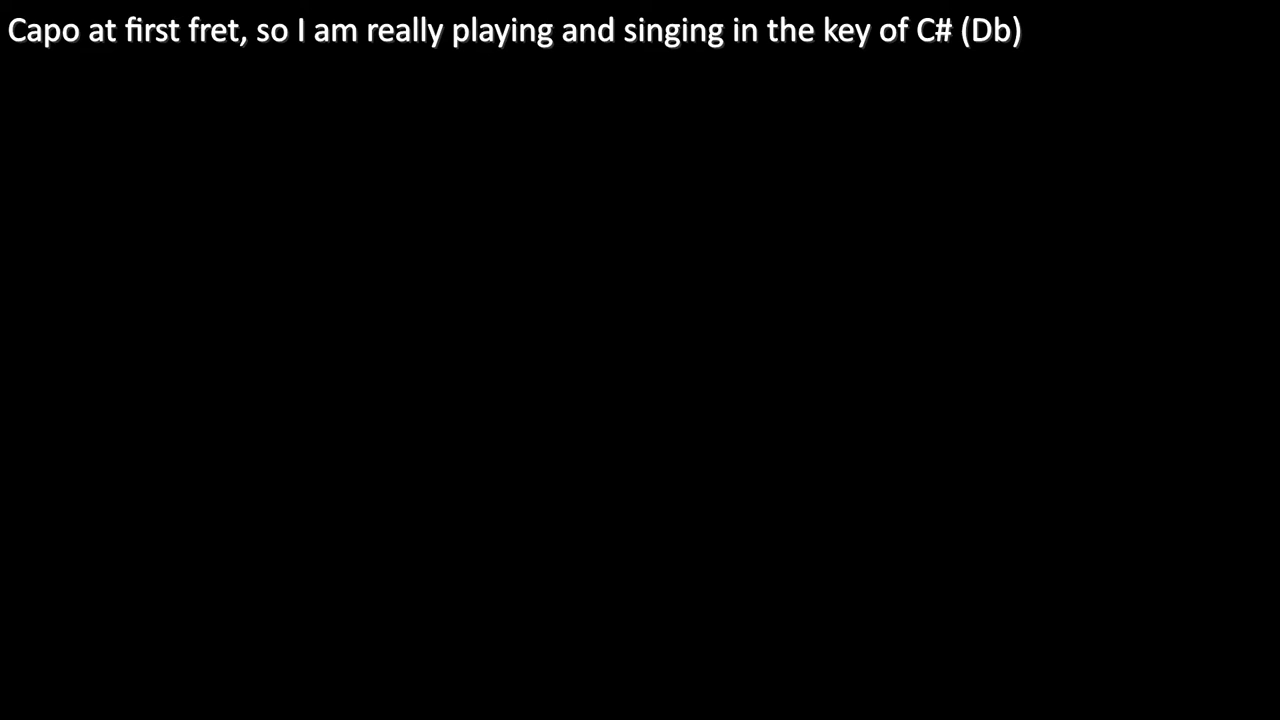 Capo at first fret, so I am really playing and singing in the key of C# (Db)